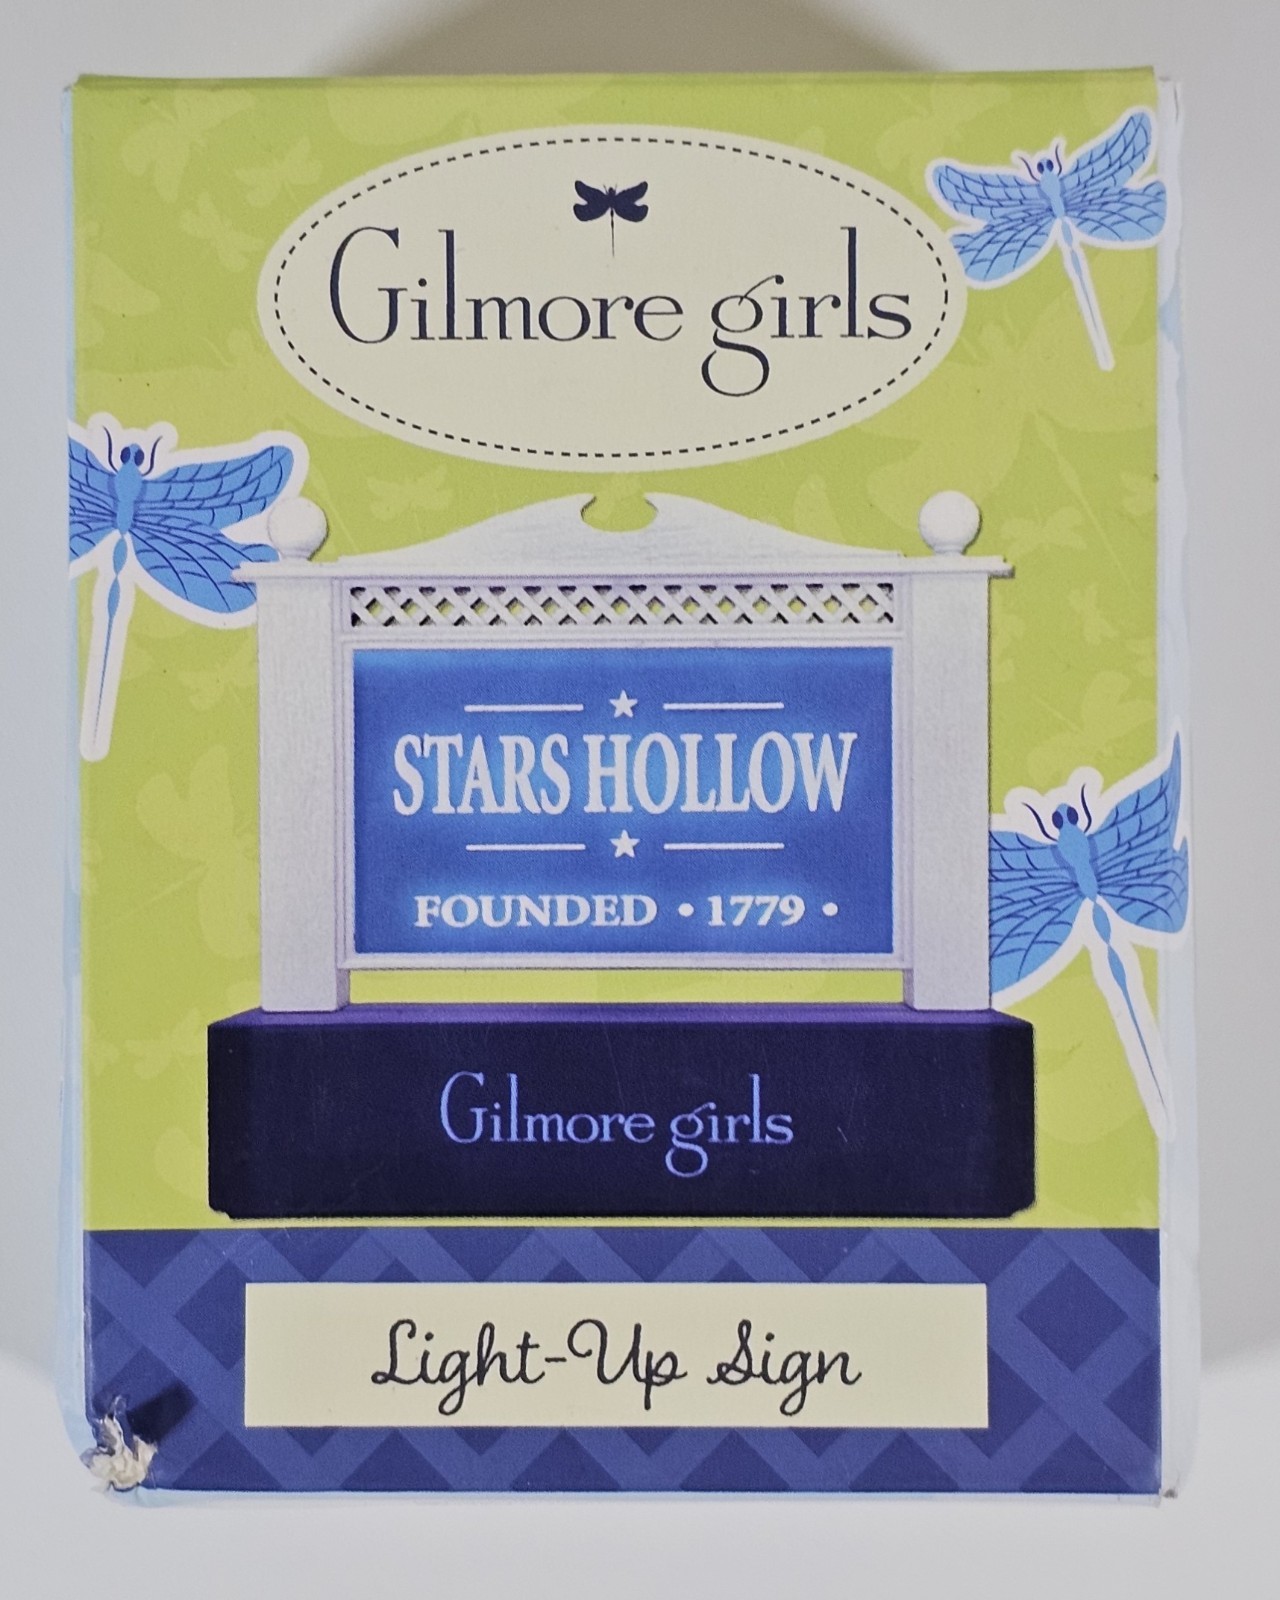 Gilmore girls
STARS HOLLOW
FOUNDED • 1779 •
Gilmore girls
Light-Up Sign